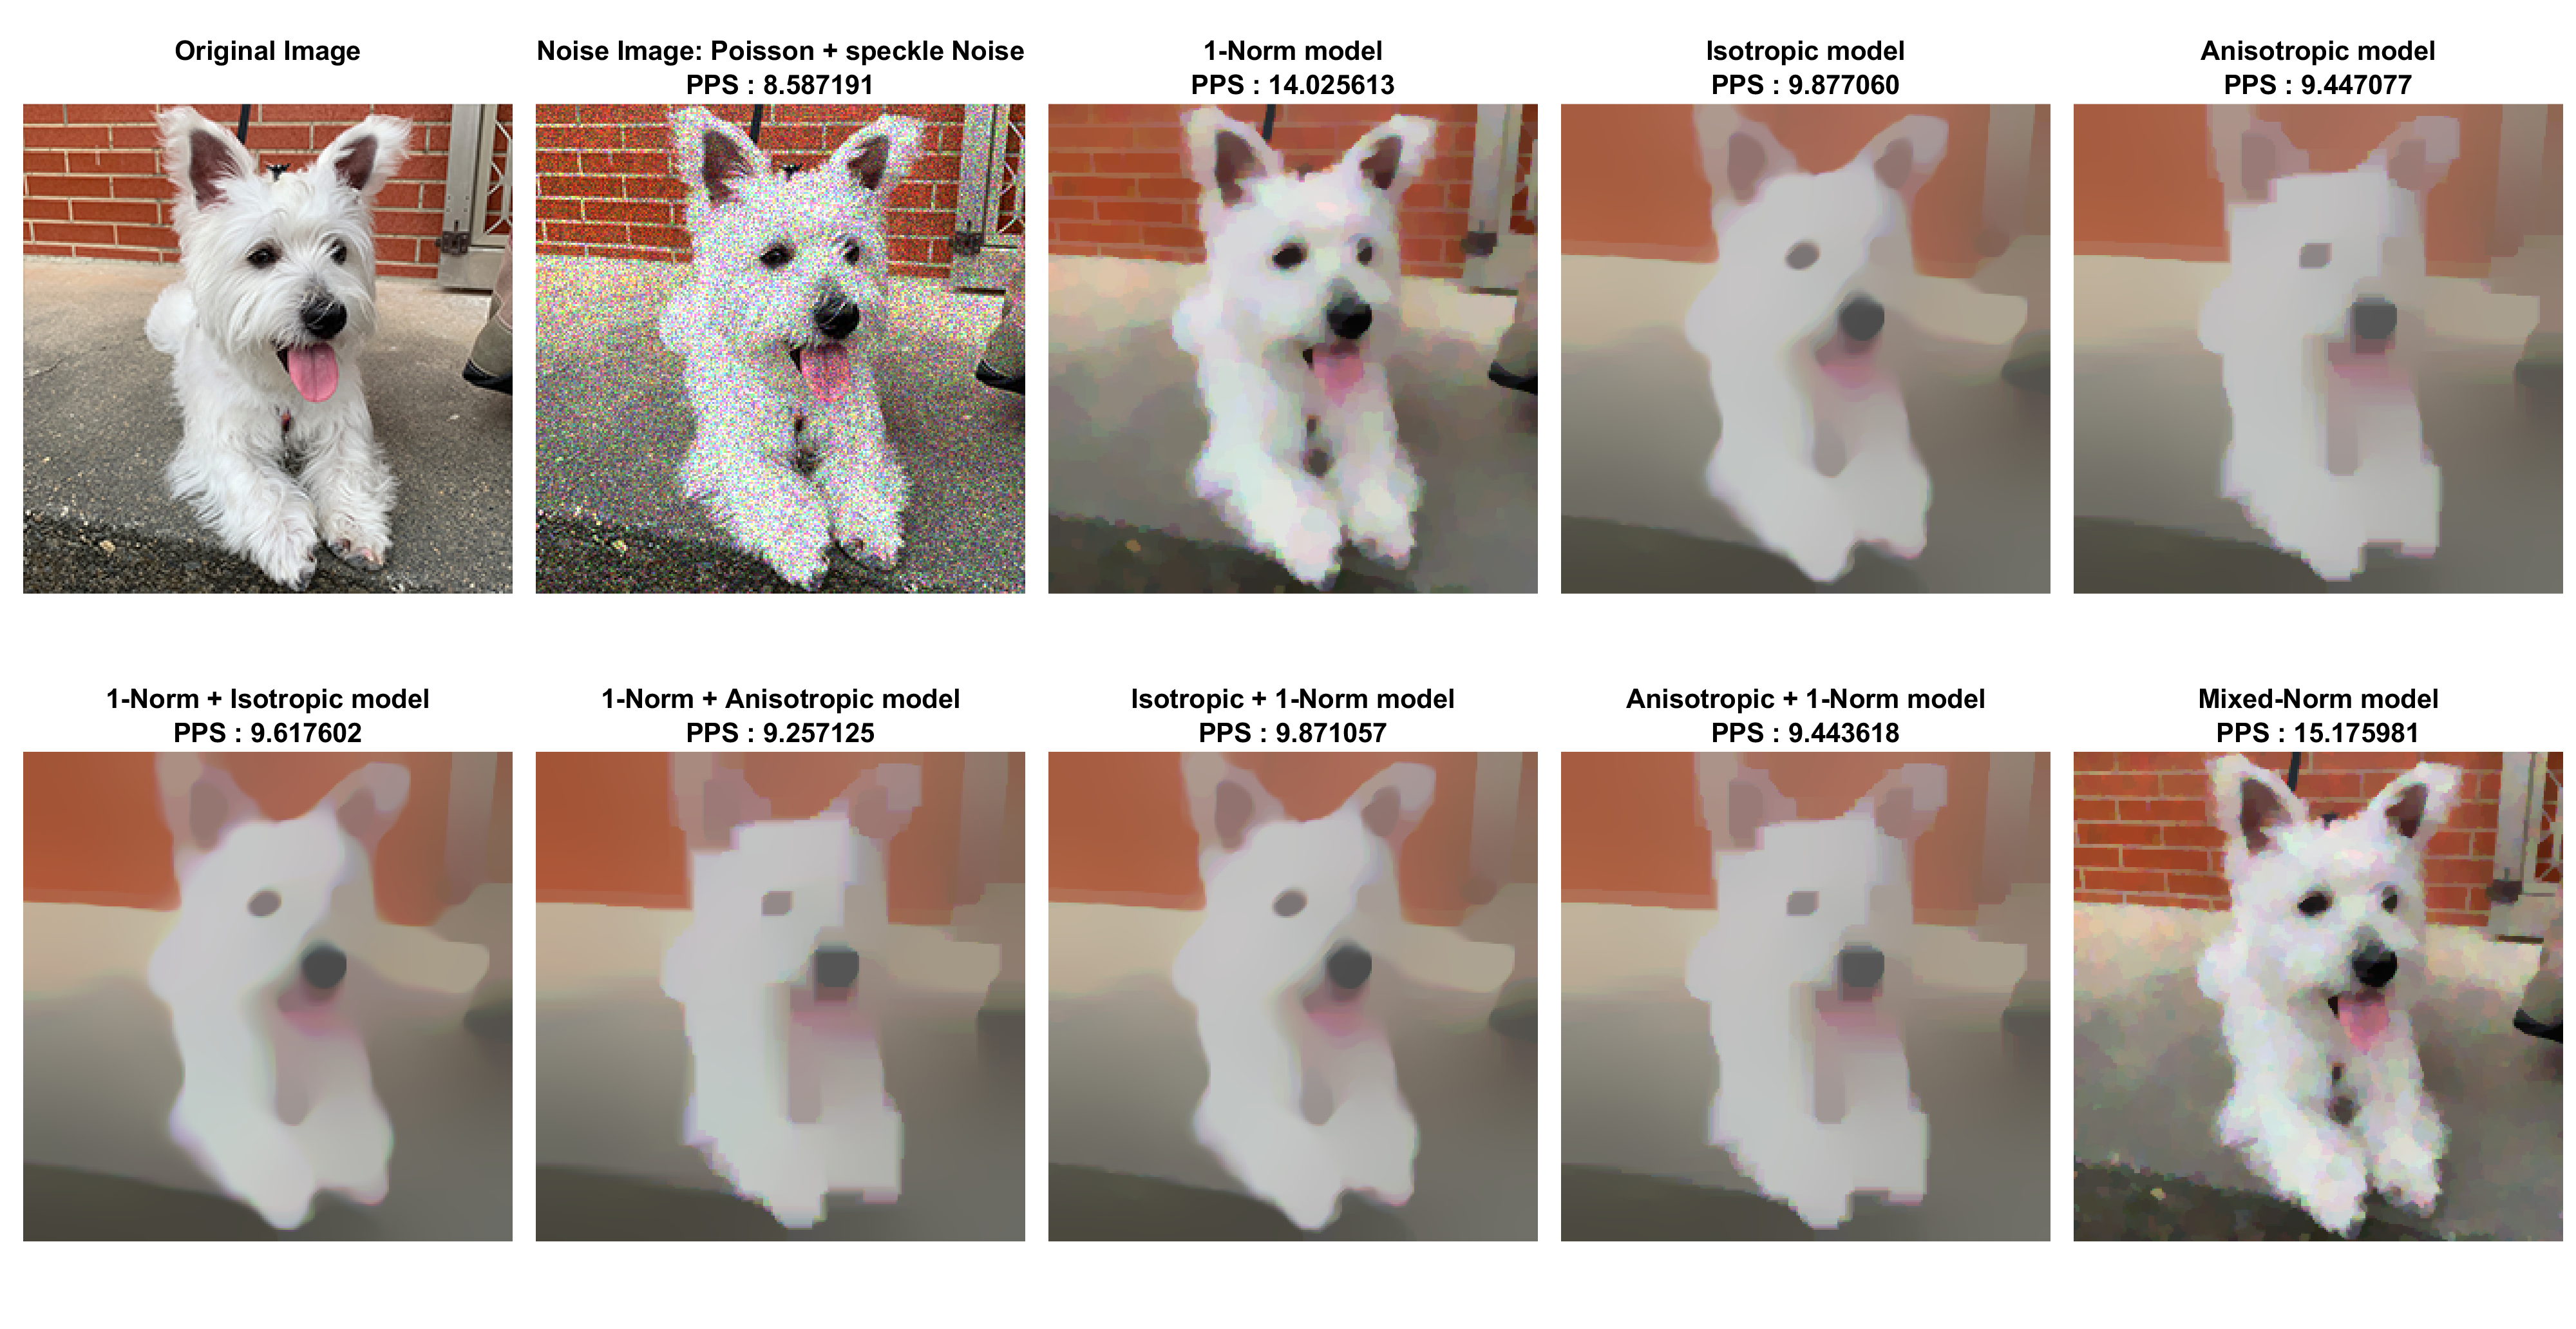 Original Image
Noise Image: Poisson + speckle Noise
PPS : 8.587191
1-Norm model
PPS : 14.025613
Isotropic model
PPS : 9.877060
Anisotropic model
PPS : 9.447077
1-Norm + Isotropic model
PPS : 9.617602
1-Norm + Anisotropic model
PPS : 9.257125
Isotropic + 1-Norm model
PPS : 9.871057
Anisotropic + 1-Norm model
PPS : 9.443618
Mixed-Norm model
PPS : 15.175981